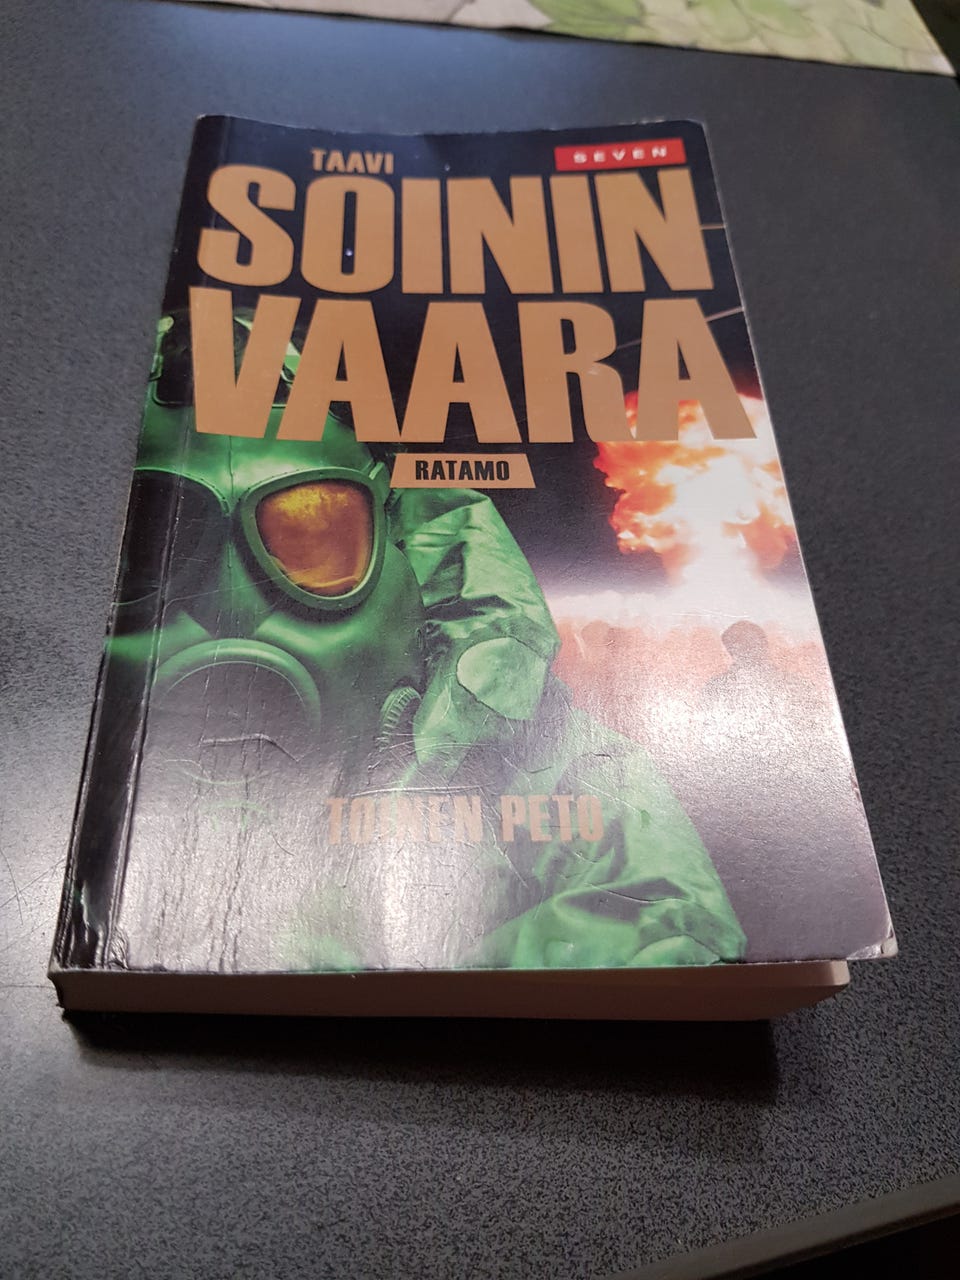 TAAVI
SEVEN
SOININ
VAARA
RATAMO
TOINEN PETO